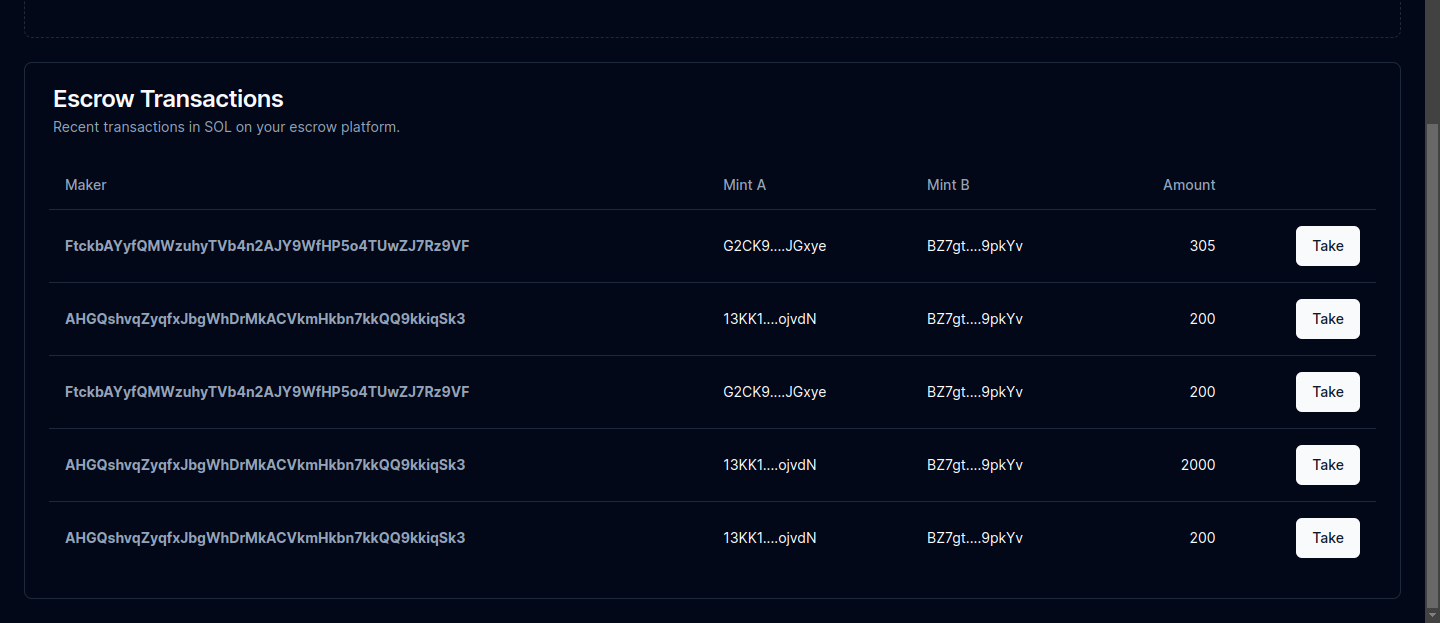 Escrow Transactions
Recent transactions in SOL on your escrow platform.
Maker Mint A Mint B Amount
FtckbAYyfQMWzuhyTVb4n2AJY9WfHP5o4TUwZJ7Rz9VF G2CK9....JGxye BZ7gt....9pkYv 305 Take
AHGQshvqZyqfxJbgWhDrMkACVkmHkbn7kkQQ9kkiqSk3 13KK1....ojvdN BZ7gt....9pkYv 200 Take
FtckbAYyfQMWzuhyTVb4n2AJY9WfHP5o4TUwZJ7Rz9VF G2CK9....JGxye BZ7gt....9pkYv 200 Take
AHGQshvqZyqfxJbgWhDrMkACVkmHkbn7kkQQ9kkiqSk3 13KK1....ojvdN BZ7gt....9pkYv 2000 Take
AHGQshvqZyqfxJbgWhDrMkACVkmHkbn7kkQQ9kkiqSk3 13KK1....ojvdN BZ7gt....9pkYv 200 Take